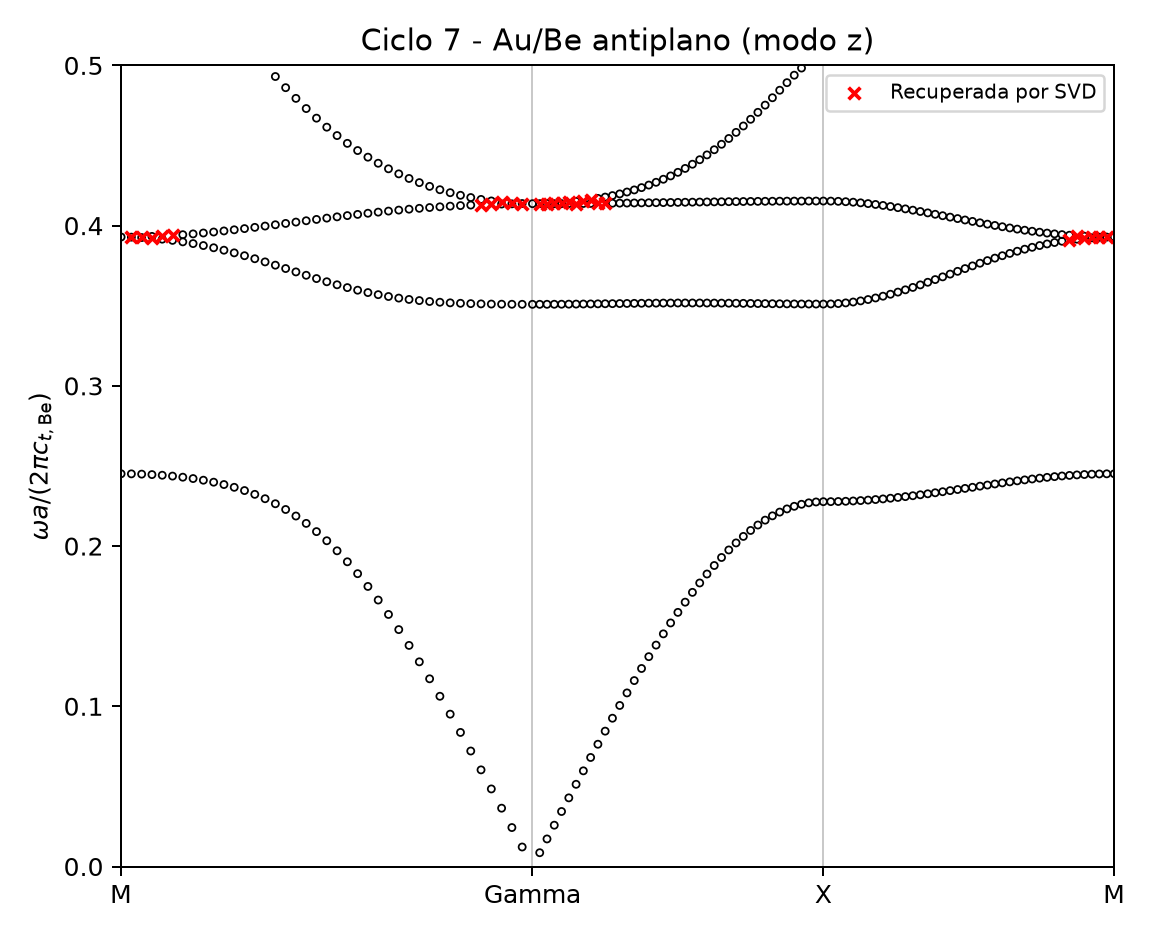 Ciclo 7 - Au/Be antiplano (modo z)
0.5
Recuperada por SVD
0.4
0.3
ωa/(2πc_{t, Be})
0.2
0.1
0.0
M Gamma X M